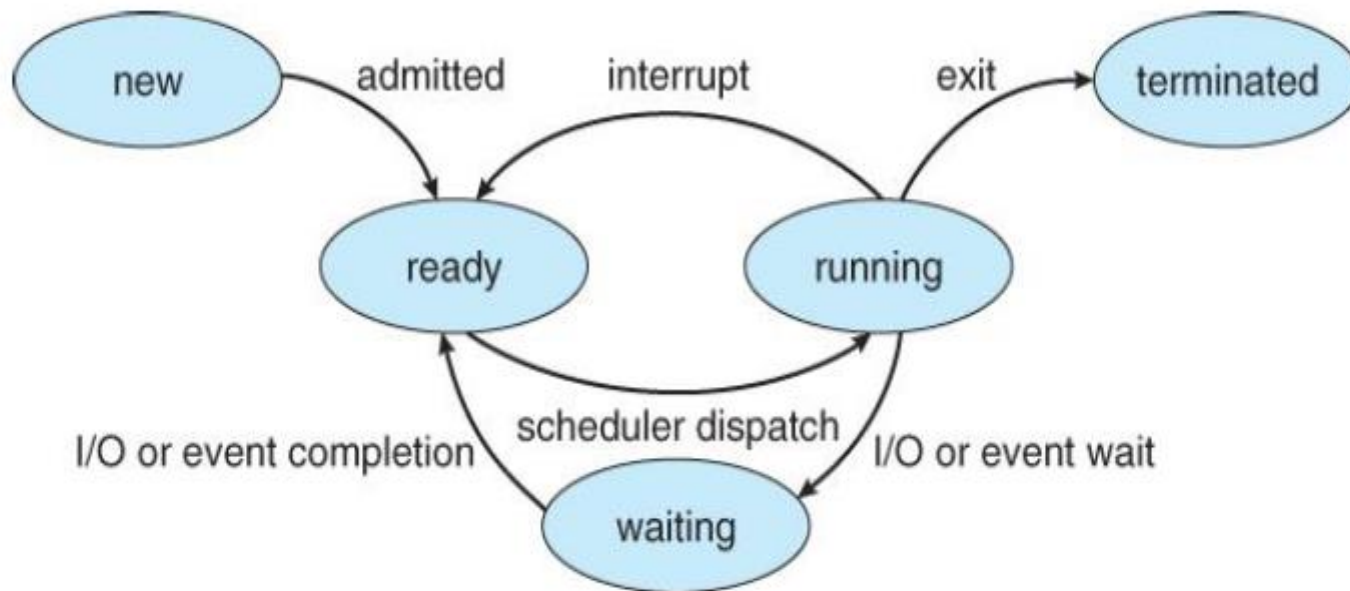 new
admitted
interrupt
exit
terminated
ready
running
scheduler dispatch
I/O or event completion
I/O or event wait
waiting